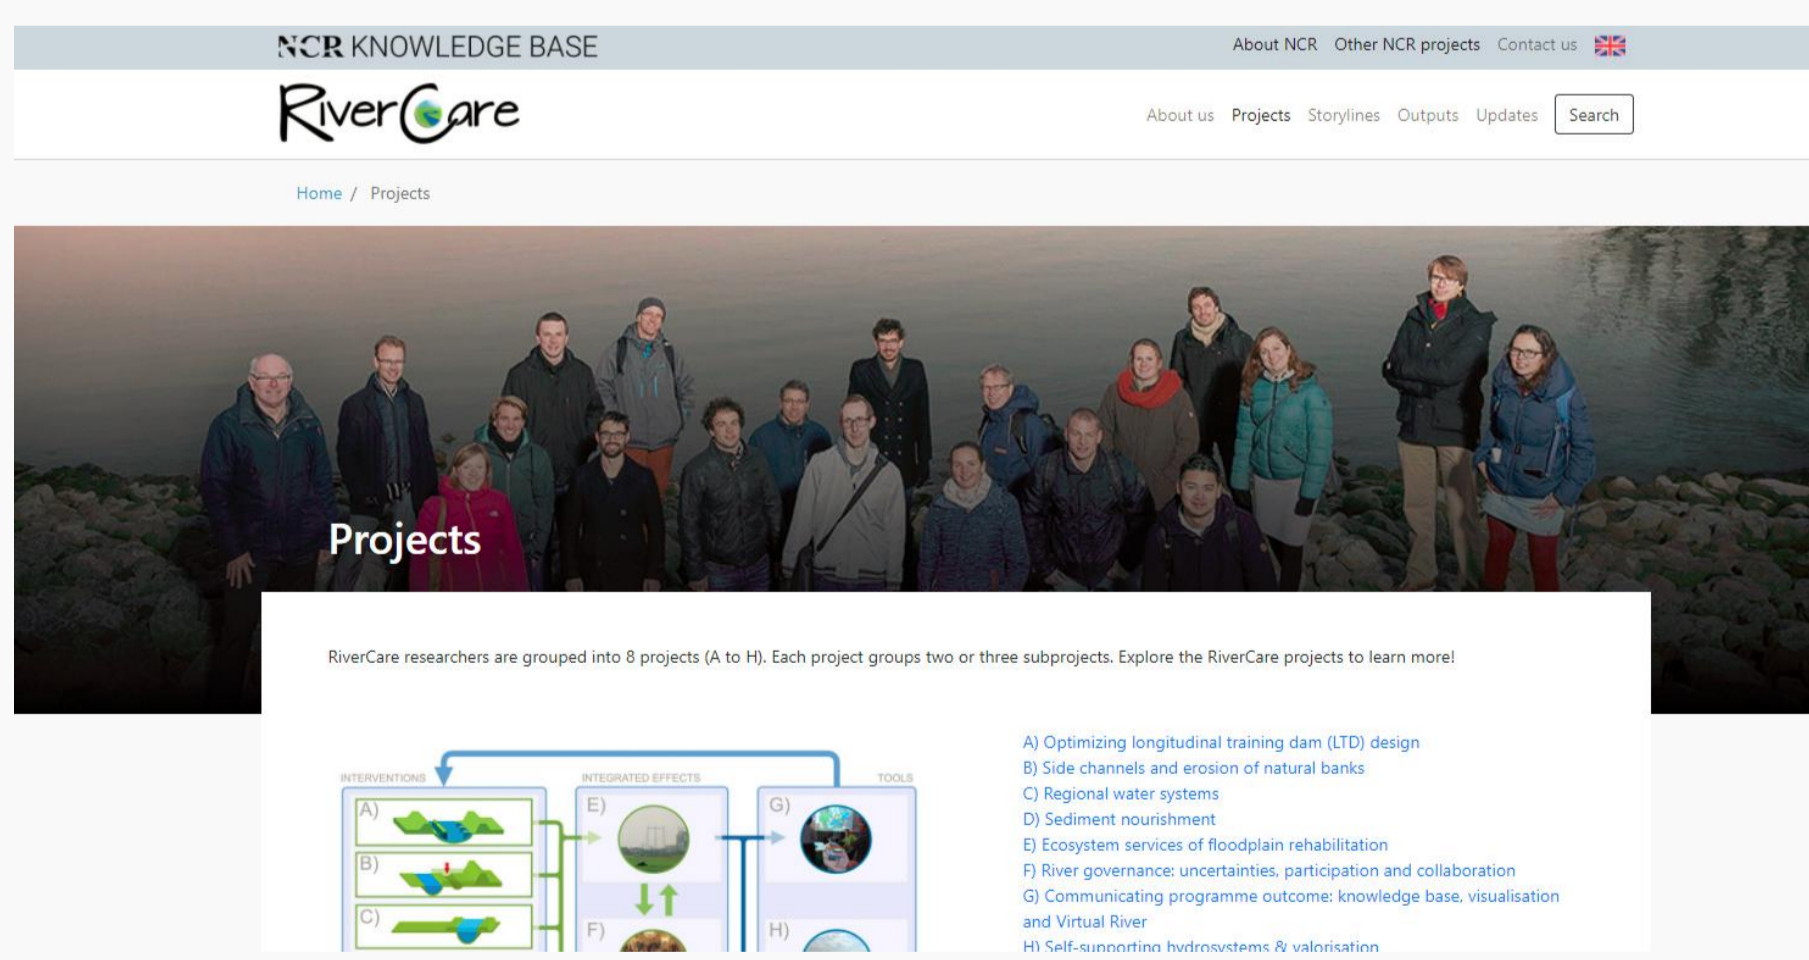 NCR KNOWLEDGE BASE
About NCR Other NCR projects Contact us
RiverCare
About us Projects Storylines Outputs Updates Search
Home / Projects
Projects
RiverCare researchers are grouped into 8 projects (A to H). Each project groups two or three subprojects. Explore the RiverCare projects to learn more!
INTERVENTIONS INTEGRATED EFFECTS TOOLS
A)
B)
C)
E)
F)
G)
H)
A) Optimizing longitudinal training dam (LTD) design
B) Side channels and erosion of natural banks
C) Regional water systems
D) Sediment nourishment
E) Ecosystem services of floodplain rehabilitation
F) River governance: uncertainties, participation and collaboration
G) Communicating programme outcome: knowledge base, visualisation
and Virtual River
H) Self-supporting hydrosystems & valorisation